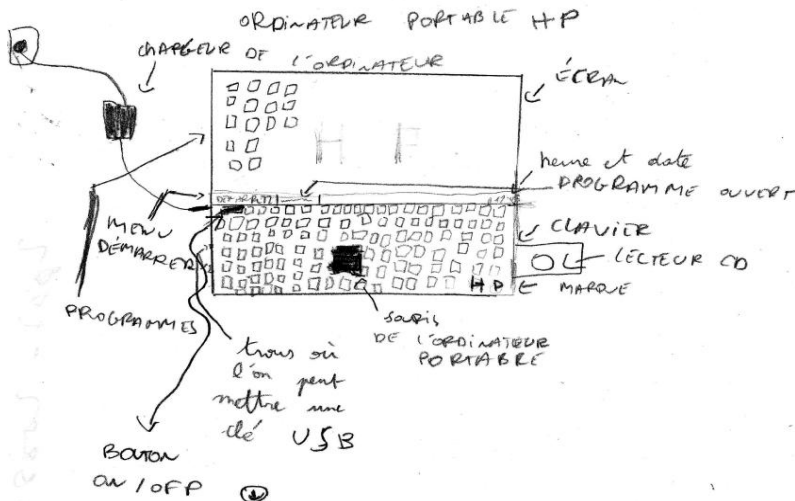 ORDINATEUR PORTABLE HP
CHARGEUR DE L'ORDINATEUR
ÉCRAN
H P
heure et date
PROGRAMME OUVERT
DÉMARRER
MENU
DÉMARRER
CLAVIER
LECTEUR CD
HP
MARQUE
PROGRAMMES
souris
DE L'ORDINATEUR
PORTABRE
trous où
l'on peut
mettre une
clé USB
BOUTON
ON/OFF